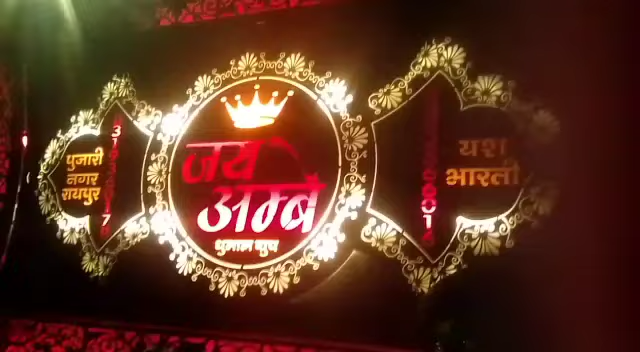 पुजारी
नगर
रायपुर
जय
अम्बे
धुमाल ग्रुप
यश
भारती